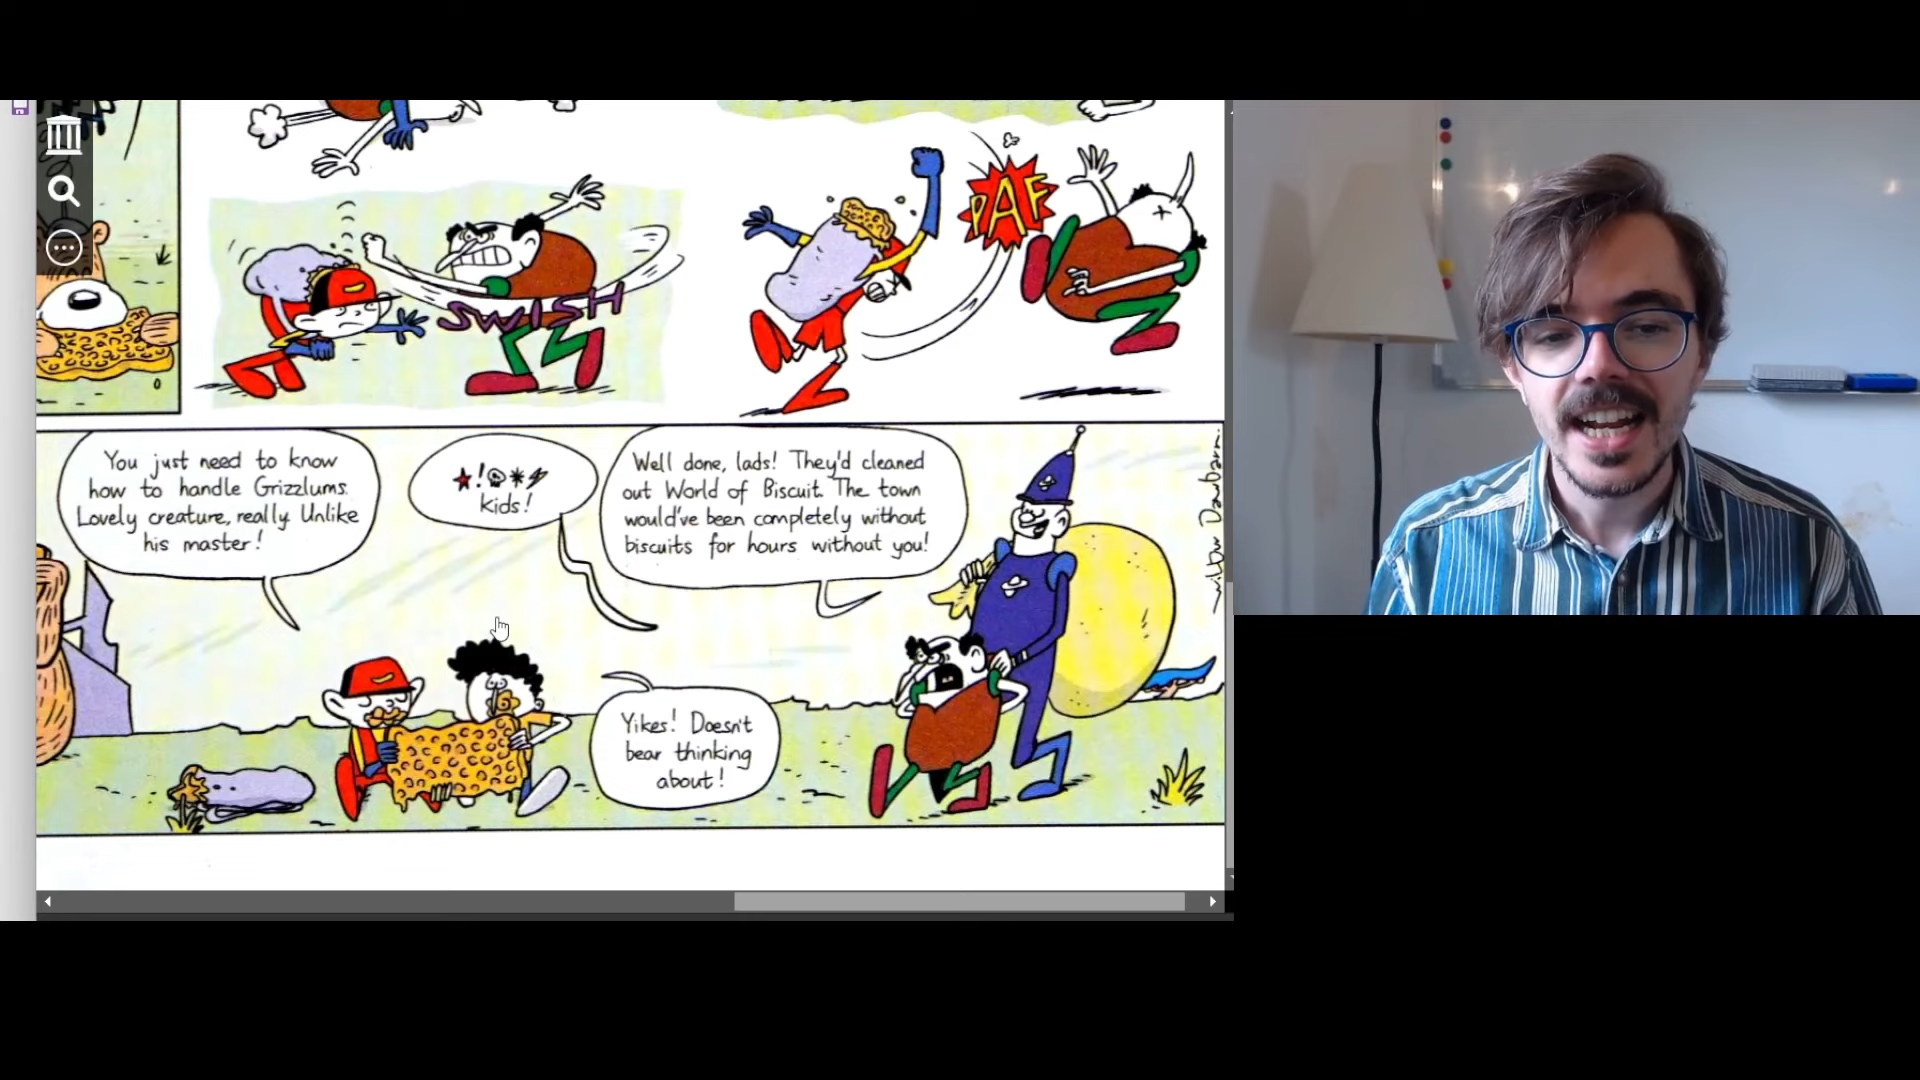 SWISH
PAF
You just need to know
how to handle Grizzlums.
Lovely creature, really. Unlike
his master!
kids!
Well done, lads! They'd cleaned
out World of Biscuit. The town
would've been completely without
biscuits for hours without you!
Yikes! Doesn't
bear thinking
about!